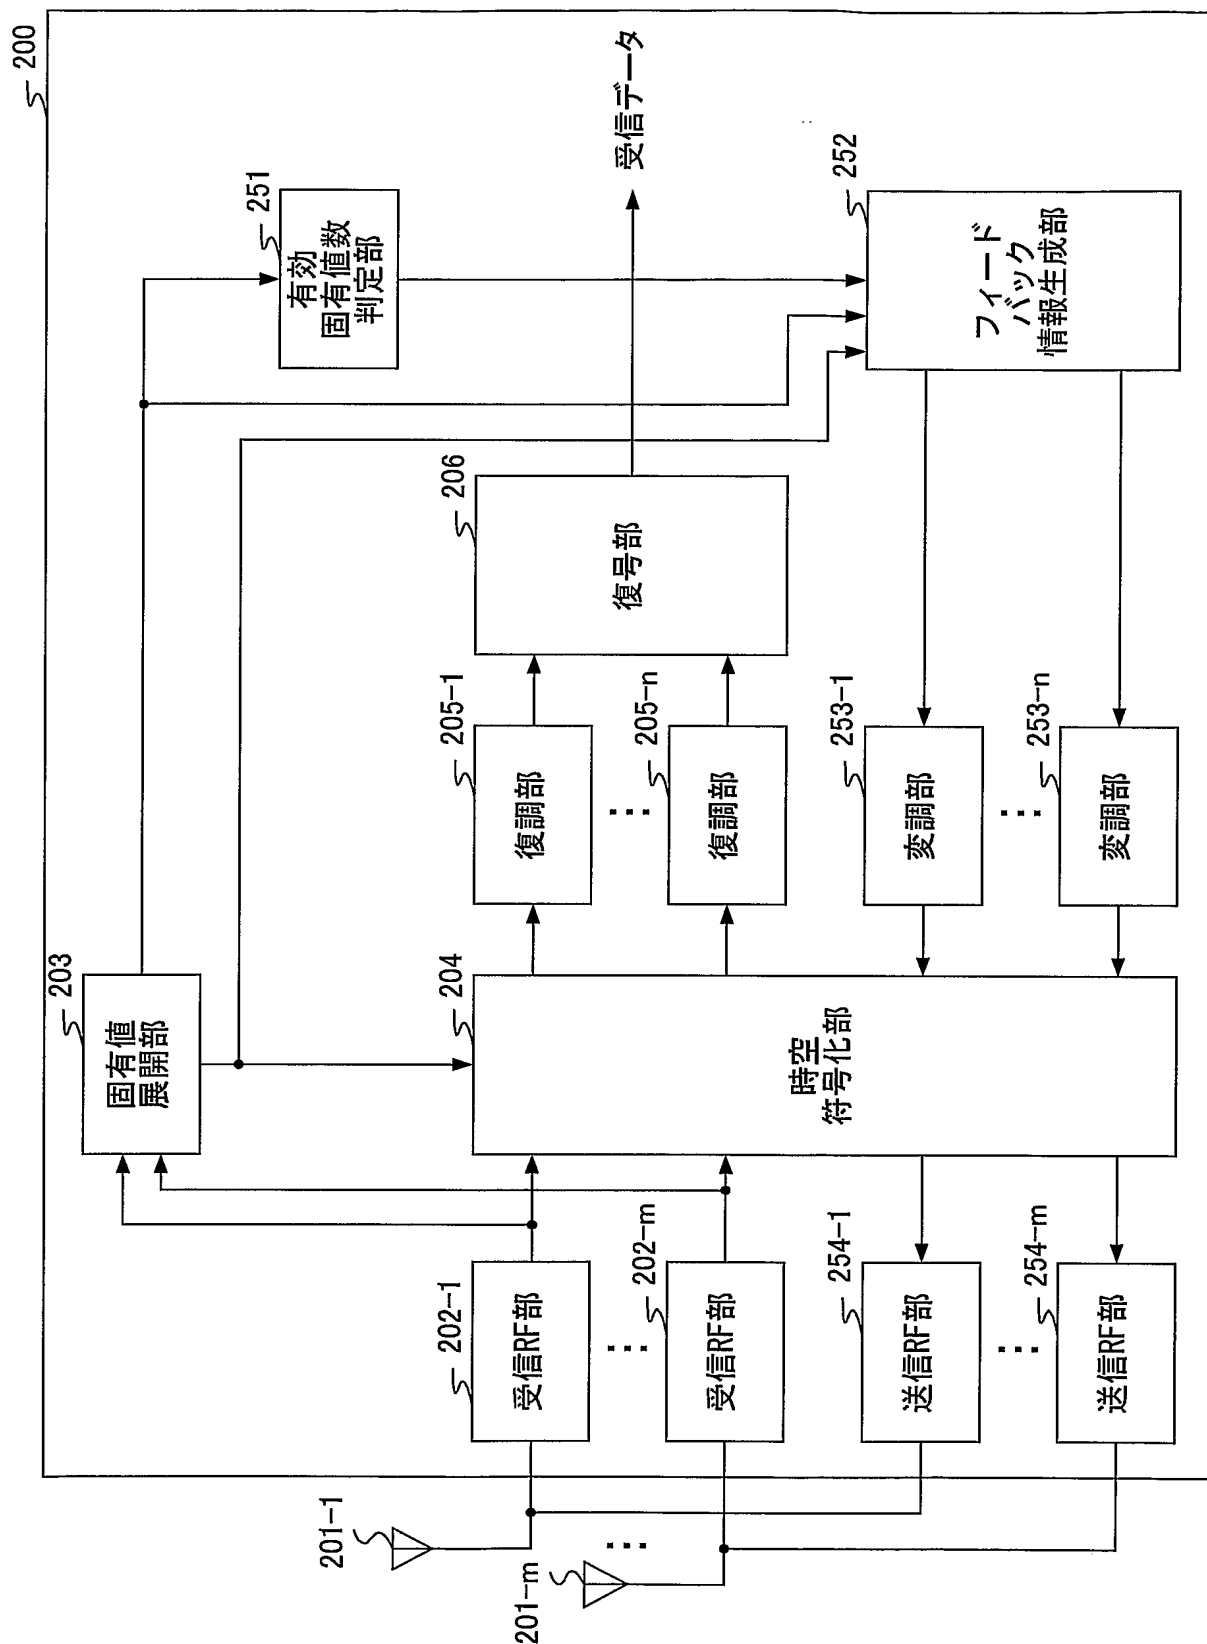 200
203
固有値
展開部
251
有効
固有値数
判定部
201-1
201-m
202-1
受信RF部
202-m
受信RF部
204
時空
符号化部
205-1
復調部
205-n
復調部
206
復号部
受信データ
254-1
送信RF部
254-m
送信RF部
253-1
変調部
253-n
変調部
252
フィード
バック
情報生成部